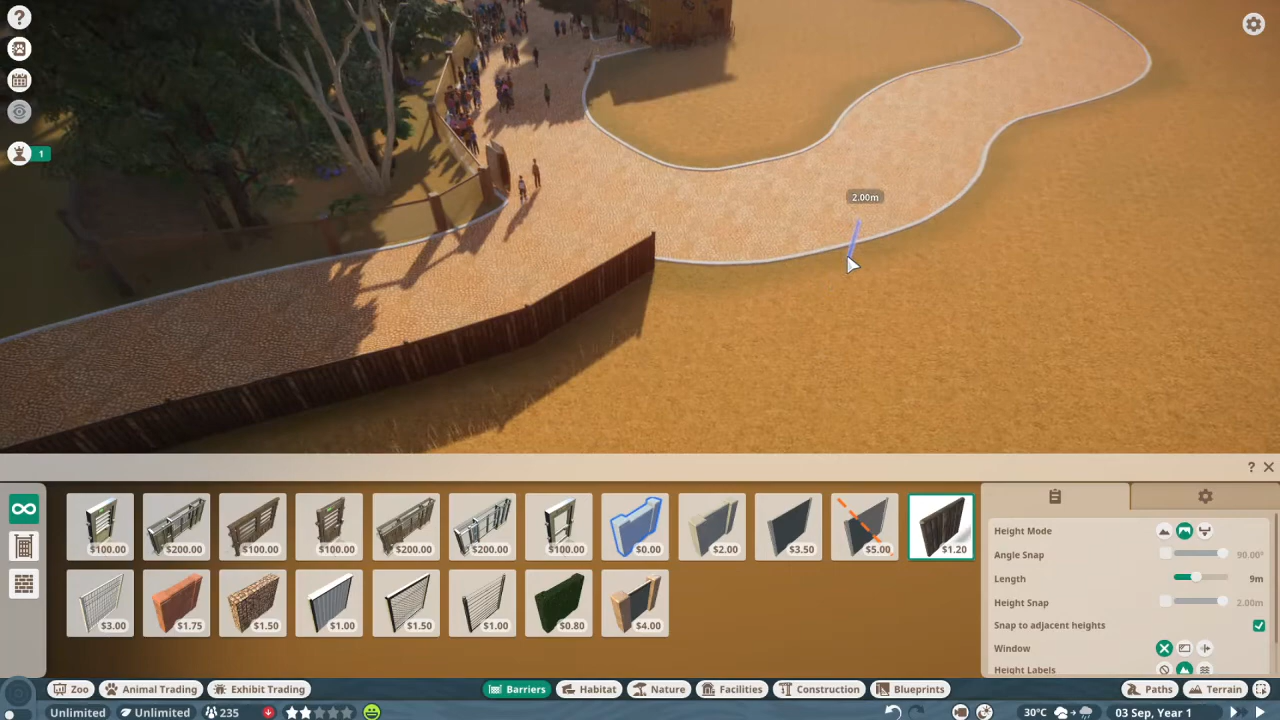 ?
1
2.00m
?
$100.00 $200.00 $100.00 $100.00 $200.00 $200.00 $100.00 $0.00 $2.00 $3.50 $5.00 $1.20
$3.00 $1.75 $1.50 $1.00 $1.50 $1.00 $0.80 $4.00
Height Mode
Angle Snap 90.00°
Length 9m
Height Snap 2.00m
Snap to adjacent heights
Window
Height Labels
Zoo Animal Trading Exhibit Trading Barriers Habitat Nature Facilities Construction Blueprints Paths Terrain
Unlimited Unlimited 235 30°C 03 Sep, Year 1